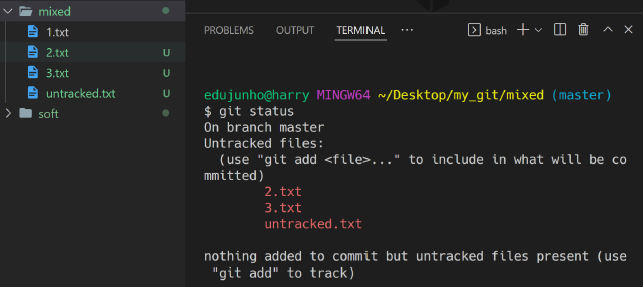 mixed
1.txt
2.txt U
3.txt U
untracked.txt U
soft
PROBLEMS OUTPUT TERMINAL ··· bash
edujunho@harry MINGW64 ~/Desktop/my_git/mixed (master)
$ git status
On branch master
Untracked files:
  (use "git add <file>..." to include in what will be co
mmitted)
        2.txt
        3.txt
        untracked.txt
nothing added to commit but untracked files present (use
 "git add" to track)